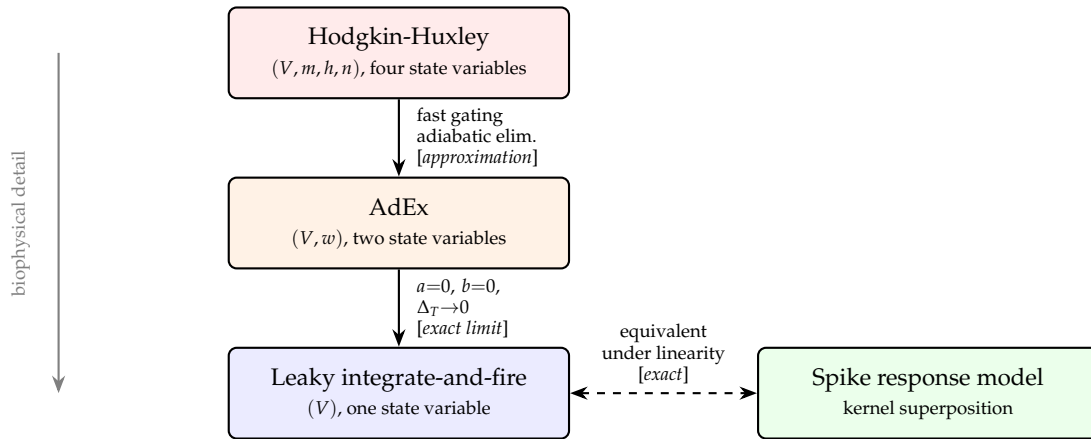 Hodgkin-Huxley
(V, m, h, n), four state variables
fast gating
adiabatic elim.
[approximation]
biophysical detail
AdEx
(V, w), two state variables
a=0, b=0,
Δ_T→0
[exact limit]
equivalent
under linearity
[exact]
Leaky integrate-and-fire
(V), one state variable
Spike response model
kernel superposition